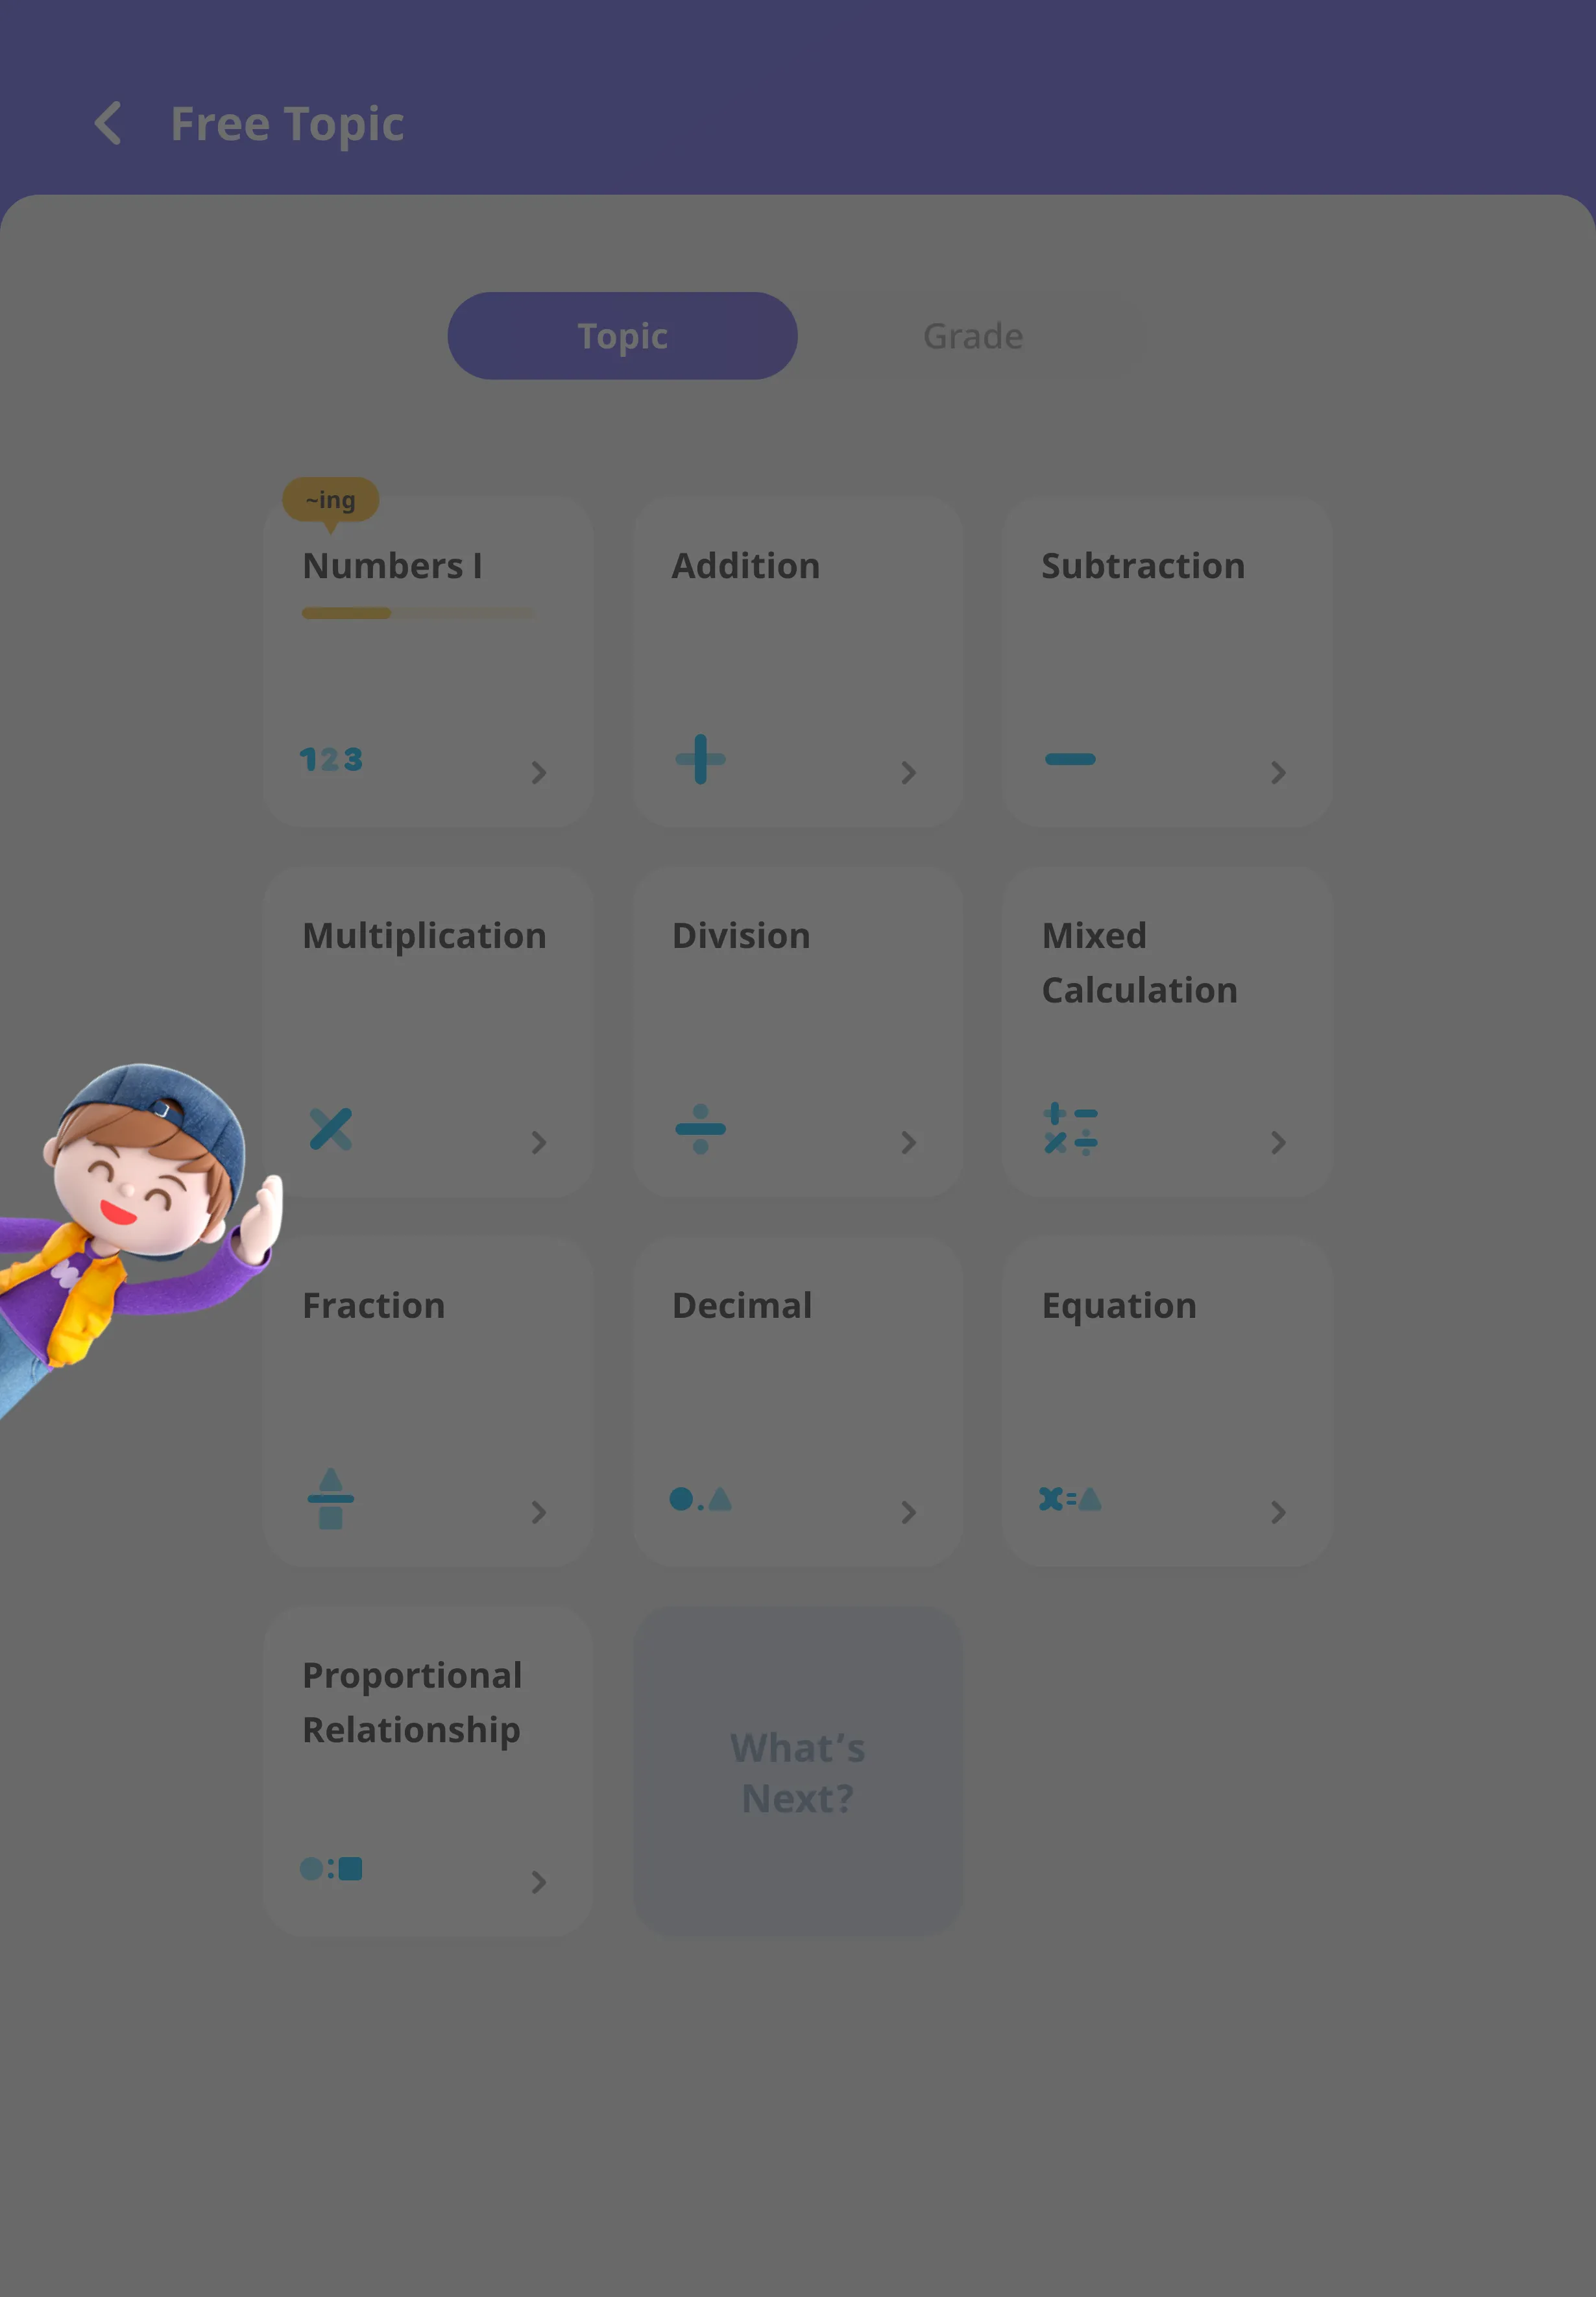 Free Topic
Topic
Grade
~ing
Numbers I
Addition
Subtraction
123
Multiplication
Division
Mixed
Calculation
Fraction
Decimal
Equation
x=
Proportional
Relationship
What's
Next?